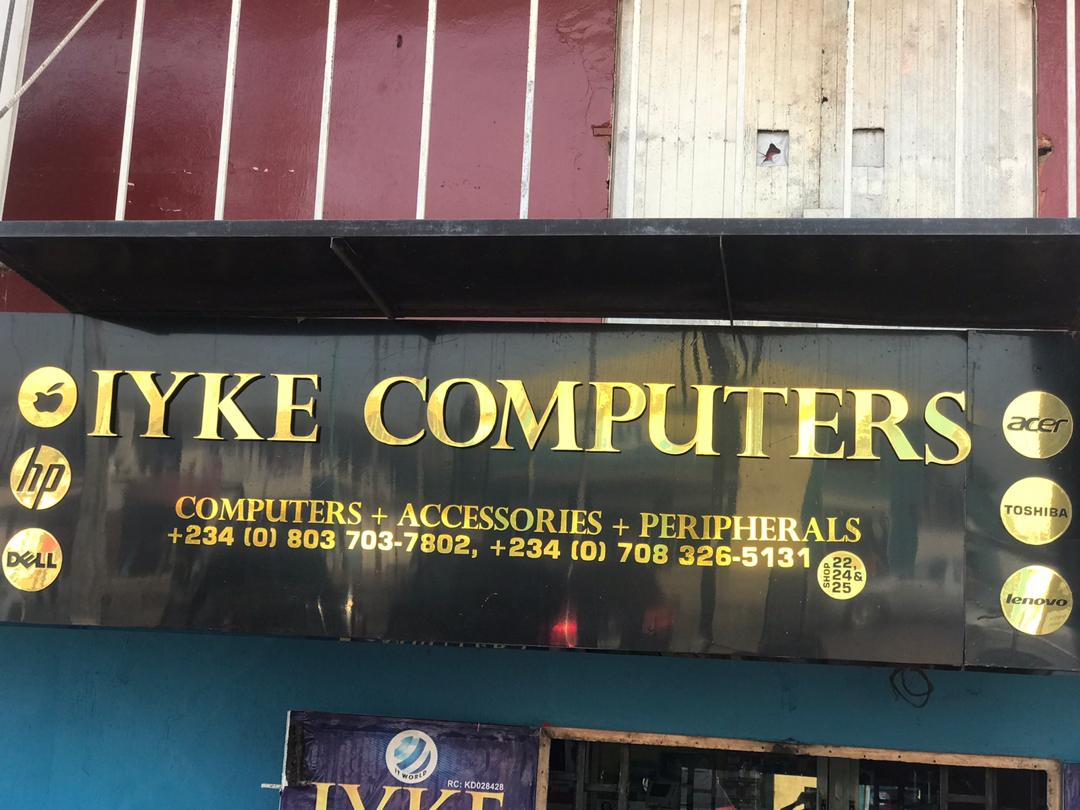 IYKE COMPUTERS
COMPUTERS + ACCESSORIES + PERIPHERALS
+234 (0) 803 703-7802, +234 (0) 708 326-5131
SHOP 22,
24&
25
hp
DELL
acer
TOSHIBA
lenovo
IT WORLD
RC: KD028428
IYKE